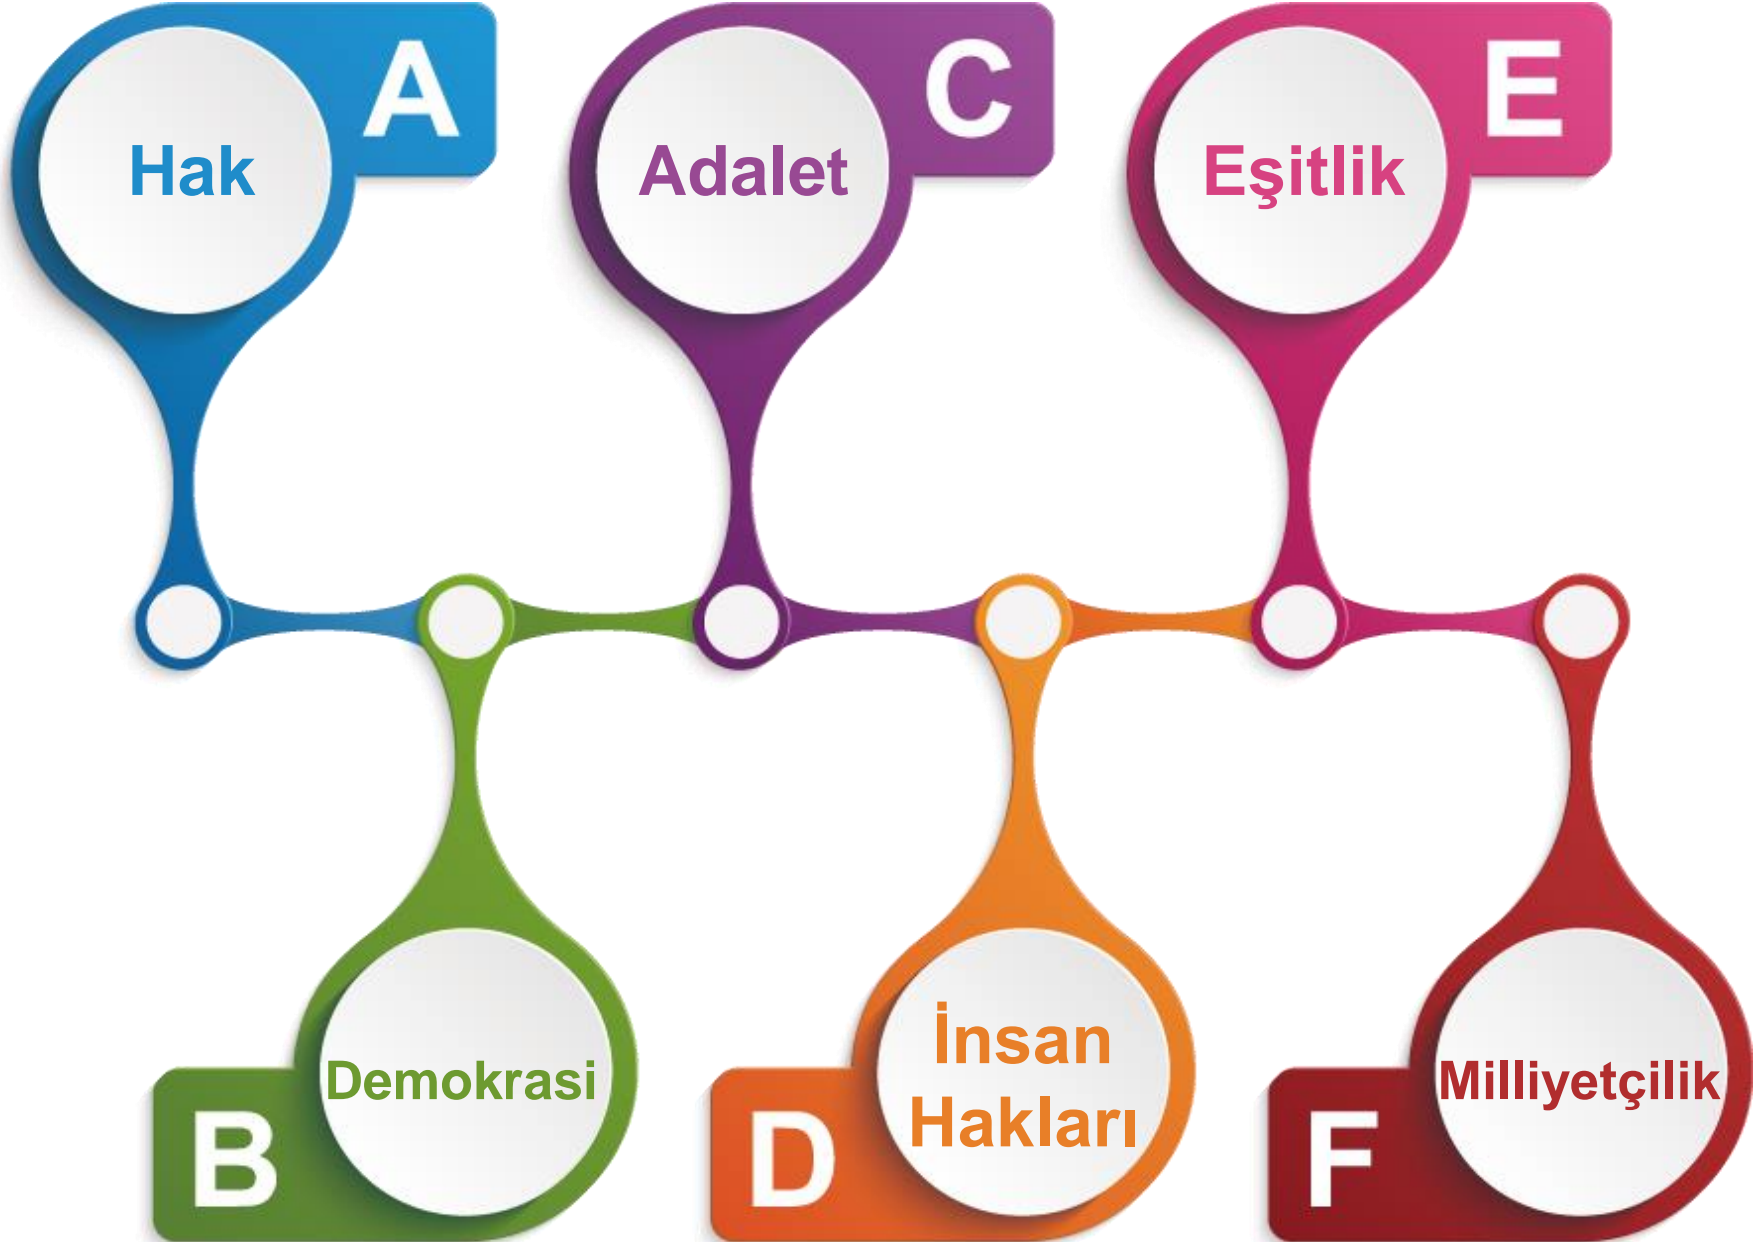 A
Hak
C
Adalet
E
Eşitlik
B
Demokrasi
D
İnsan
Hakları
F
Milliyetçilik